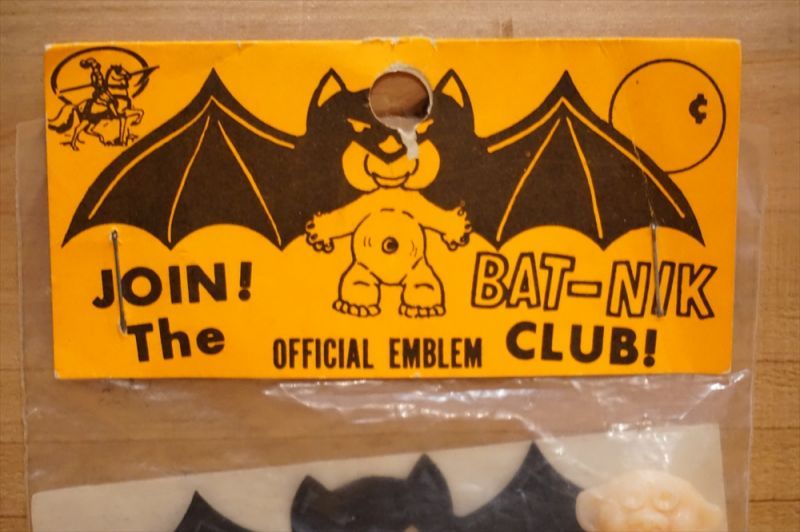 ¢
JOIN!
The
BAT-NIK
OFFICIAL EMBLEM
CLUB!